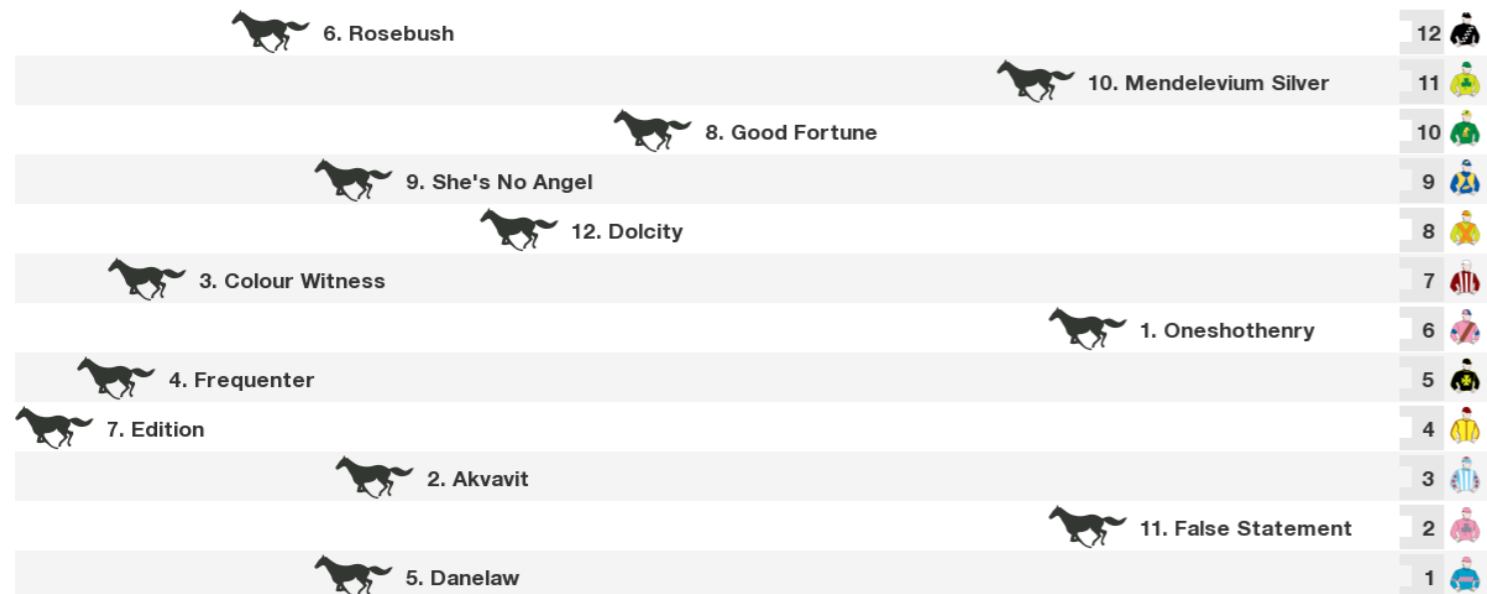 6. Rosebush 12
10. Mendelevium Silver 11
8. Good Fortune 10
9. She's No Angel 9
12. Dolcity 8
3. Colour Witness 7
1. Oneshothenry 6
4. Frequenter 5
7. Edition 4
2. Akvavit 3
11. False Statement 2
5. Danelaw 1